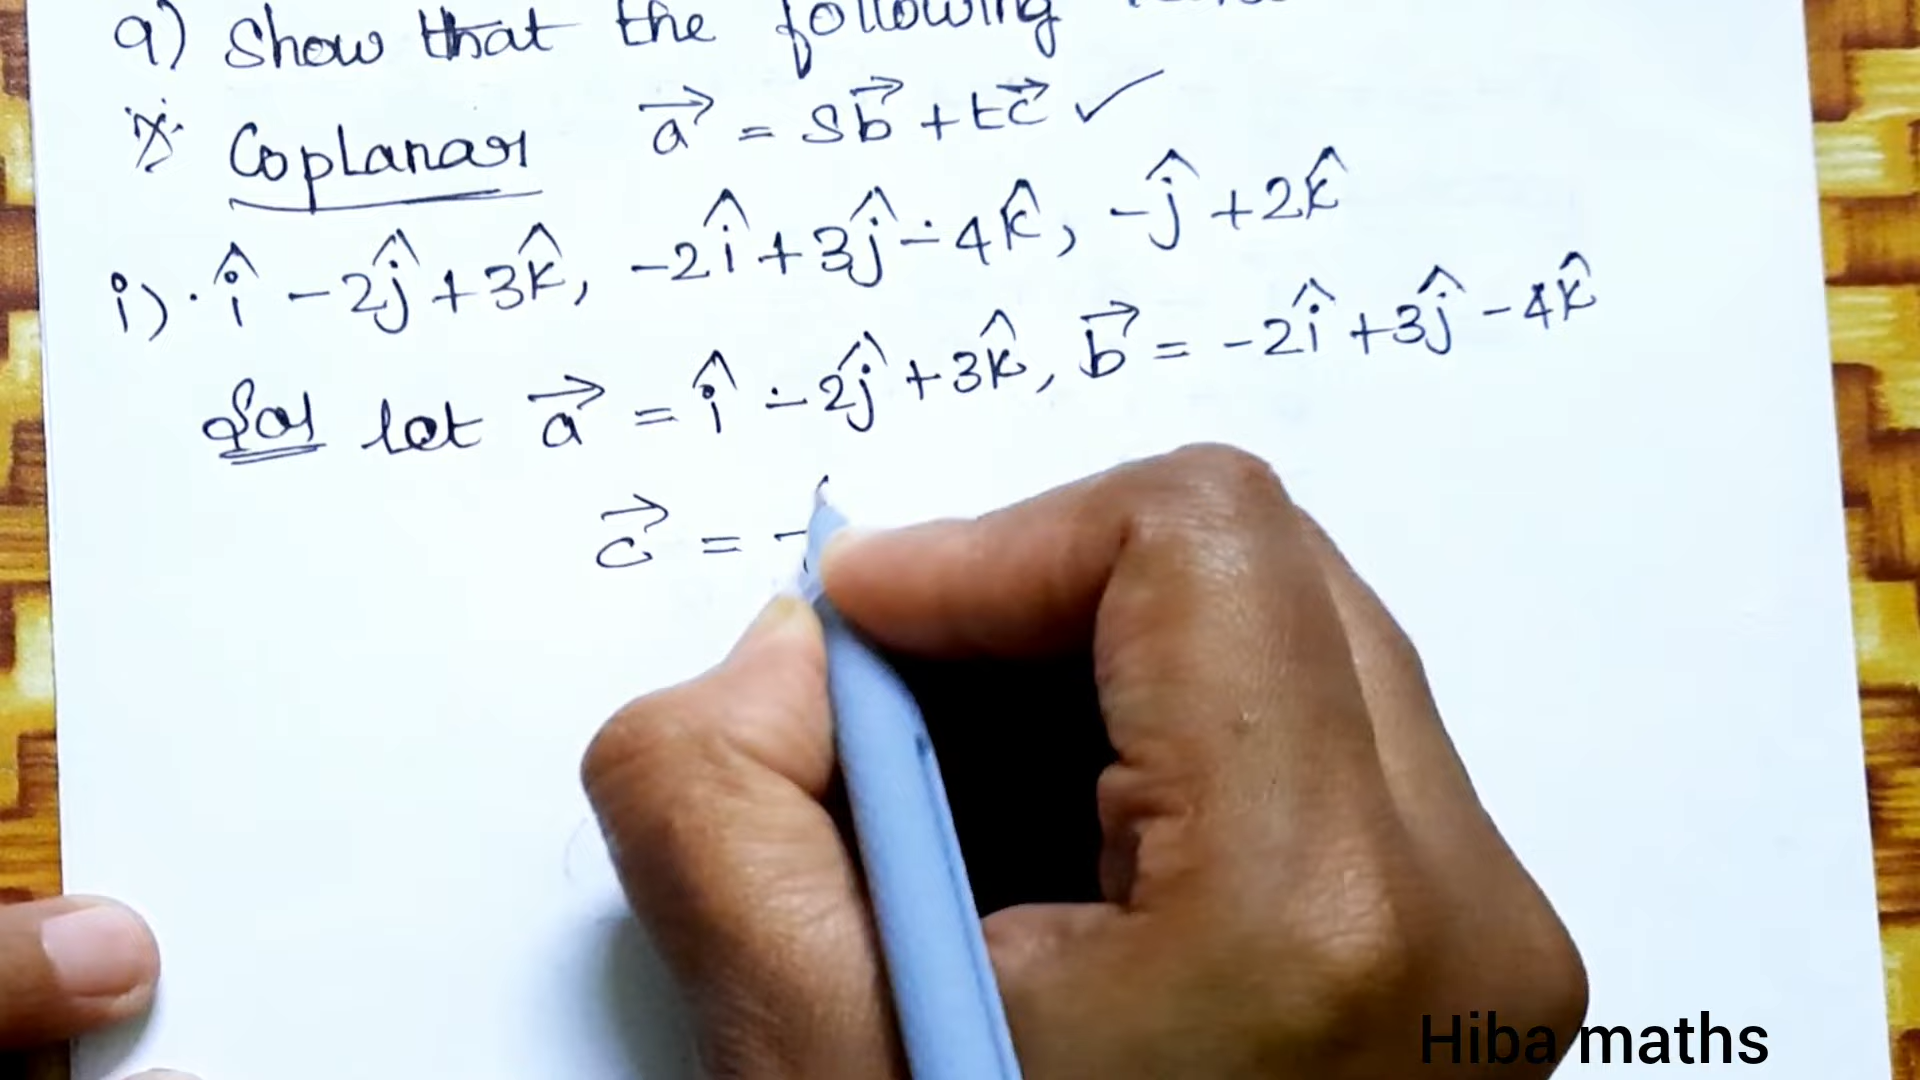 9) Show that the following
* Coplanar a⃗ = sb⃗ + tc⃗ ✓
i) î - 2ĵ + 3k̂, -2î + 3ĵ - 4k̂, -ĵ + 2k̂
Sol let a⃗ = î - 2ĵ + 3k̂, b⃗ = -2î + 3ĵ - 4k̂
c⃗ = -
Hiba maths